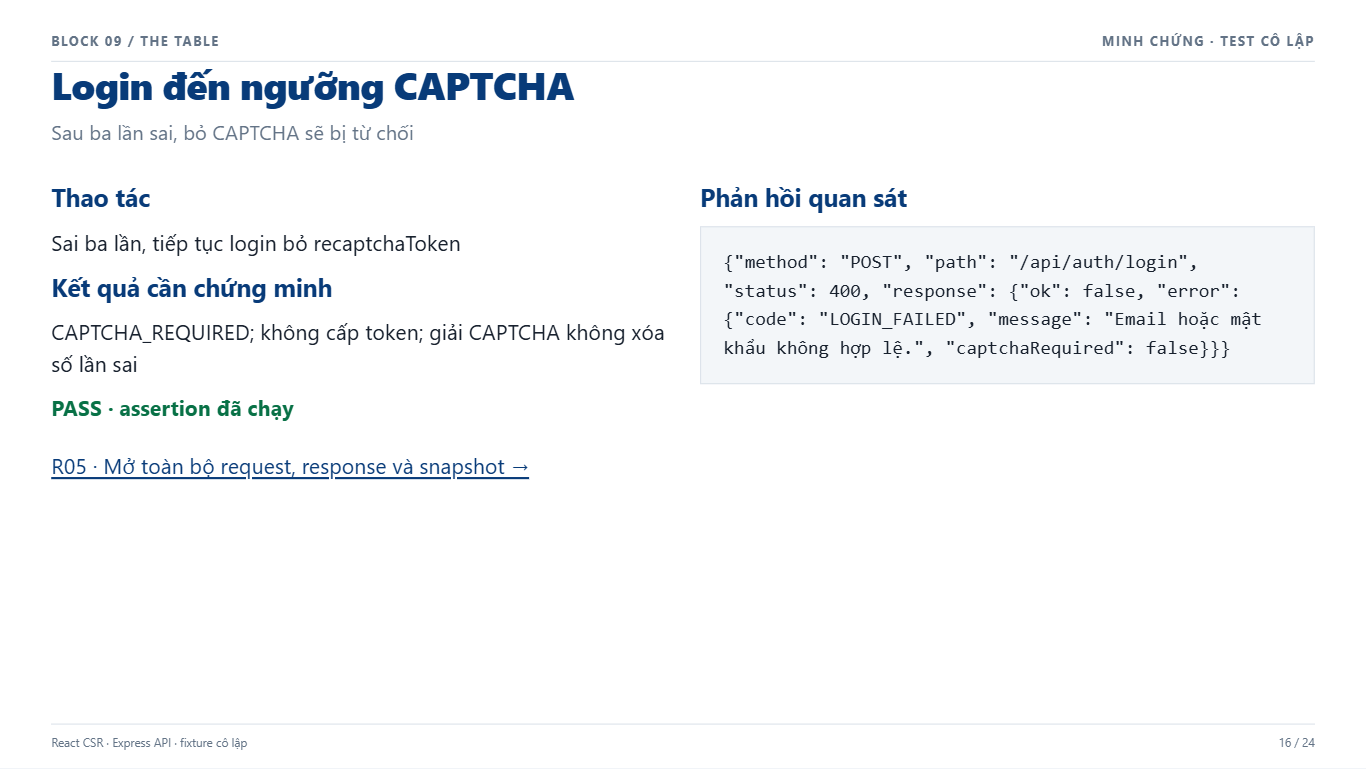 BLOCK 09 / THE TABLE
MINH CHỨNG · TEST CÔ LẬP
Login đến ngưỡng CAPTCHA
Sau ba lần sai, bỏ CAPTCHA sẽ bị từ chối
Thao tác
Sai ba lần, tiếp tục login bỏ recaptchaToken
Kết quả cần chứng minh
CAPTCHA_REQUIRED; không cấp token; giải CAPTCHA không xóa
số lần sai
PASS · assertion đã chạy
R05 · Mở toàn bộ request, response và snapshot →
Phản hồi quan sát
{"method": "POST", "path": "/api/auth/login",
"status": 400, "response": {"ok": false, "error":
{"code": "LOGIN_FAILED", "message": "Email hoặc mật
khẩu không hợp lệ.", "captchaRequired": false}}}
React CSR · Express API · fixture cô lập
16 / 24